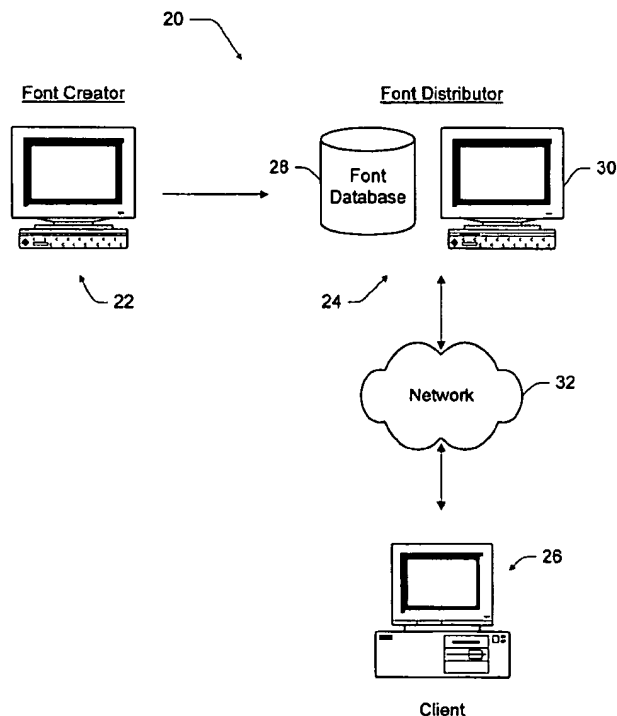 20
Font Creator
Font Distributor
28
Font
Database
30
22
24
Network
32
26
Client